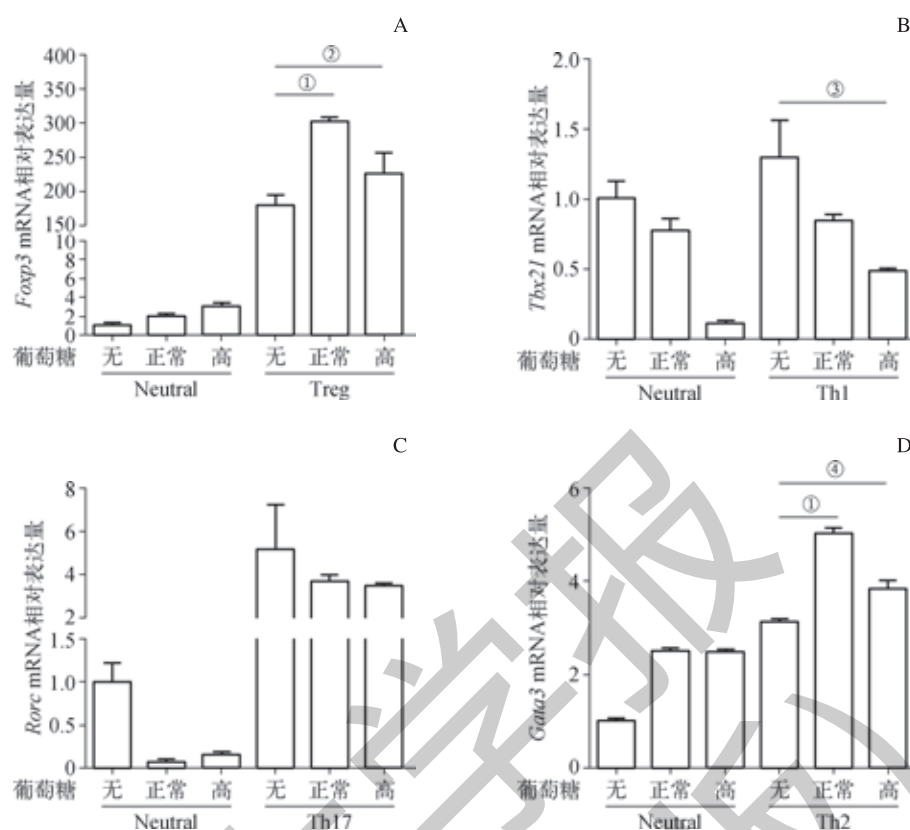 A
Foxp3 mRNA相对表达量
400
350
300
250
200
150
10
8
6
4
2
0
②
①
葡萄糖 无 正常 高 无 正常 高
Neutral Treg
B
Tbx21 mRNA相对表达量
2.0
1.5
1.0
0.5
0
③
葡萄糖 无 正常 高 无 正常 高
Neutral Th1
C
Rorc mRNA相对表达量
8
6
4
2
1.5
1.0
0.5
0
葡萄糖 无 正常 高 无 正常 高
Neutral Th17
D
Gata3 mRNA相对表达量
6
4
2
0
④
①
葡萄糖 无 正常 高 无 正常 高
Neutral Th2
学报